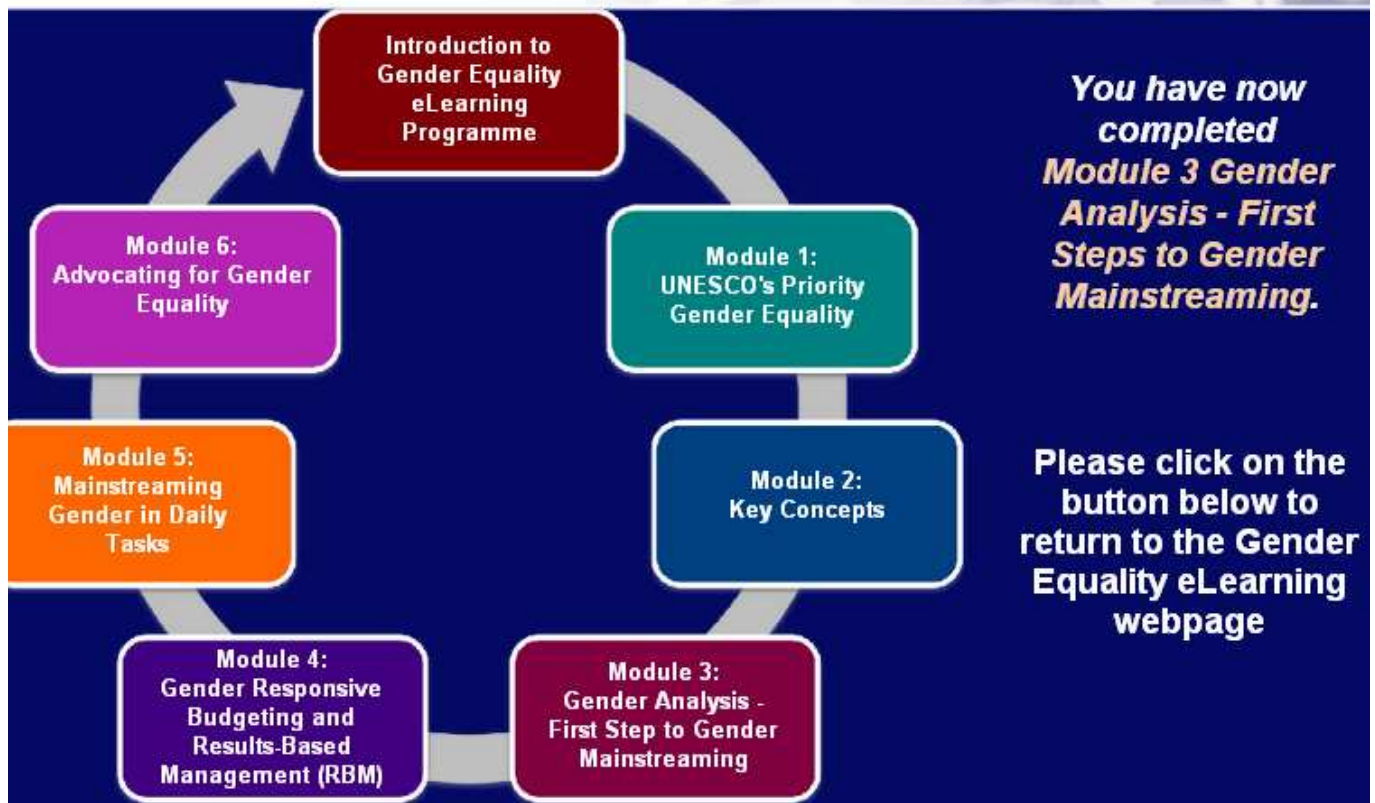 Introduction to
Gender Equality
eLearning
Programme
Module 1:
UNESCO's Priority
Gender Equality
Module 2:
Key Concepts
Module 3:
Gender Analysis -
First Step to Gender
Mainstreaming
Module 4:
Gender Responsive
Budgeting and
Results-Based
Management (RBM)
Module 5:
Mainstreaming
Gender in Daily
Tasks
Module 6:
Advocating for Gender
Equality
You have now
completed
Module 3 Gender
Analysis - First
Steps to Gender
Mainstreaming.
Please click on the
button below to
return to the Gender
Equality eLearning
webpage